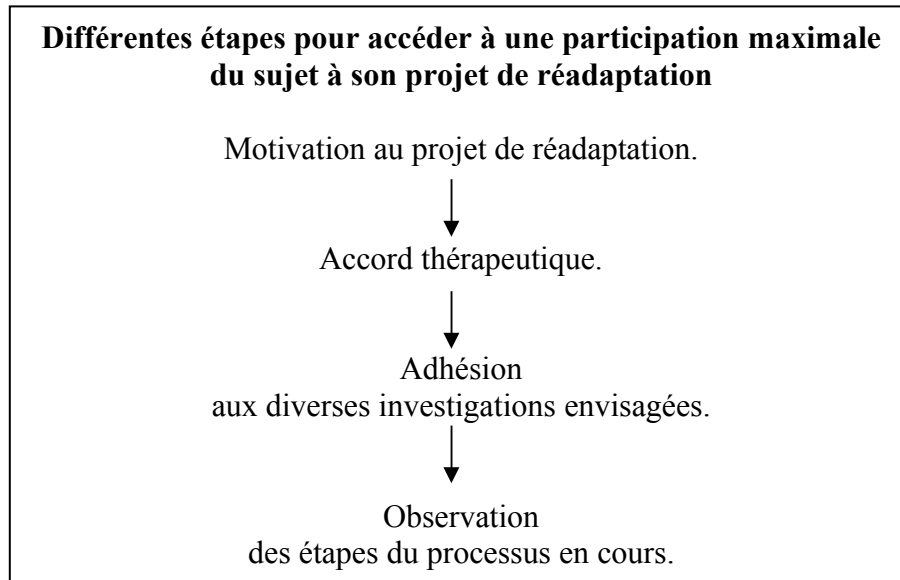 Différentes étapes pour accéder à une participation maximale
du sujet à son projet de réadaptation
Motivation au projet de réadaptation.
Accord thérapeutique.
Adhésion
aux diverses investigations envisagées.
Observation
des étapes du processus en cours.